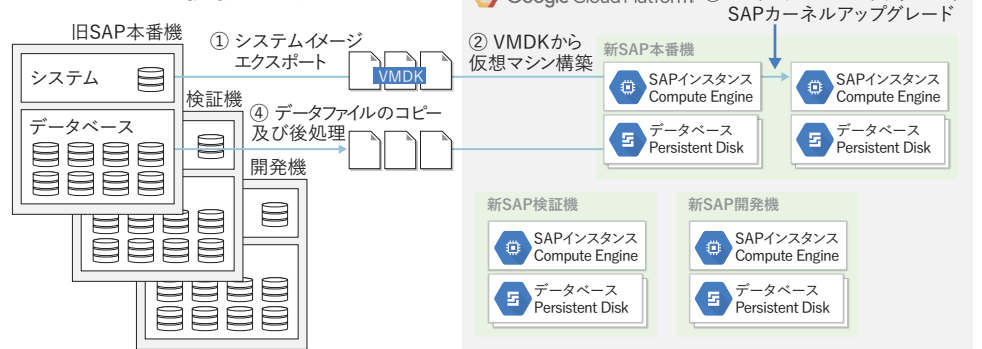 Google Cloud Platform
SAPカーネルアップグレード
旧SAP本番機
システム
データベース
検証機
開発機
① システムイメージ
エクスポート
VMDK
④ データファイルのコピー
及び後処理
② VMDKから
仮想マシン構築
新SAP本番機
SAPインスタンス
Compute Engine
データベース
Persistent Disk
SAPインスタンス
Compute Engine
データベース
Persistent Disk
新SAP検証機
SAPインスタンス
Compute Engine
データベース
Persistent Disk
新SAP開発機
SAPインスタンス
Compute Engine
データベース
Persistent Disk